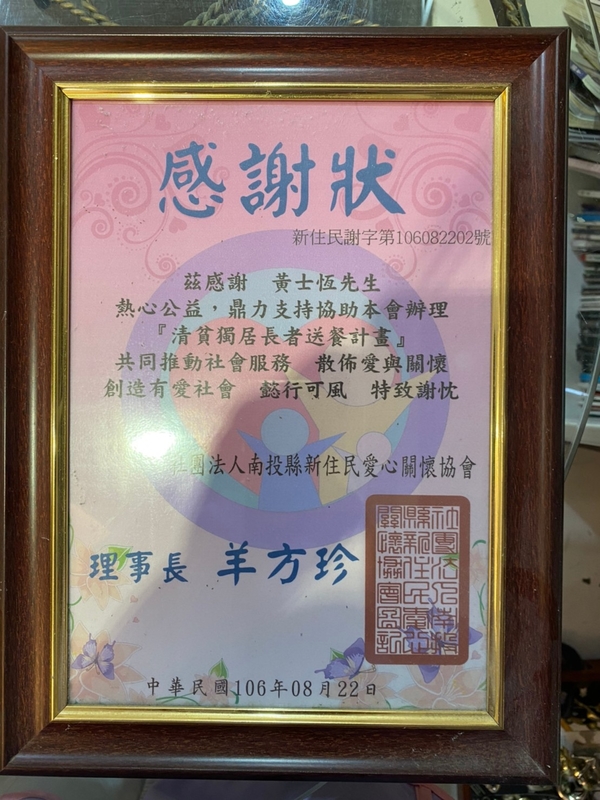 感謝狀
新住民謝字第106082202號
茲感謝　黃士恆先生
熱心公益，鼎力支持協助本會辦理
『清貧獨居長者送餐計畫』
共同推動社會服務　散佈愛與關懷
創造有愛社會　懿行可風　特致謝忱
社團法人南投縣新住民愛心關懷協會
理事長 羊方珍
中華民國106年08月22日